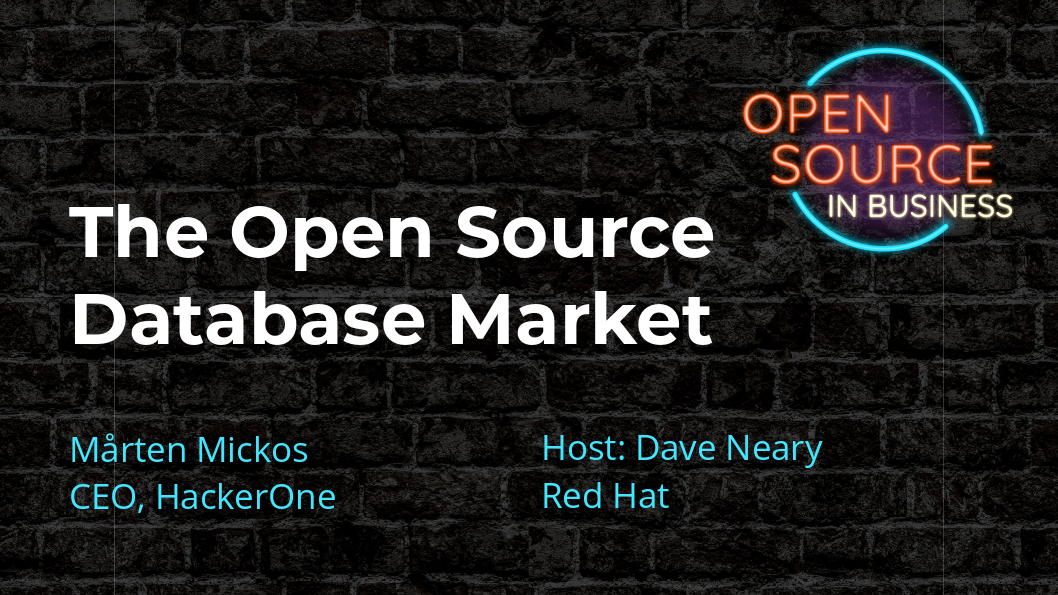 OPEN
SOURCE
IN BUSINESS
The Open Source
Database Market
Mårten Mickos
CEO, HackerOne
Host: Dave Neary
Red Hat